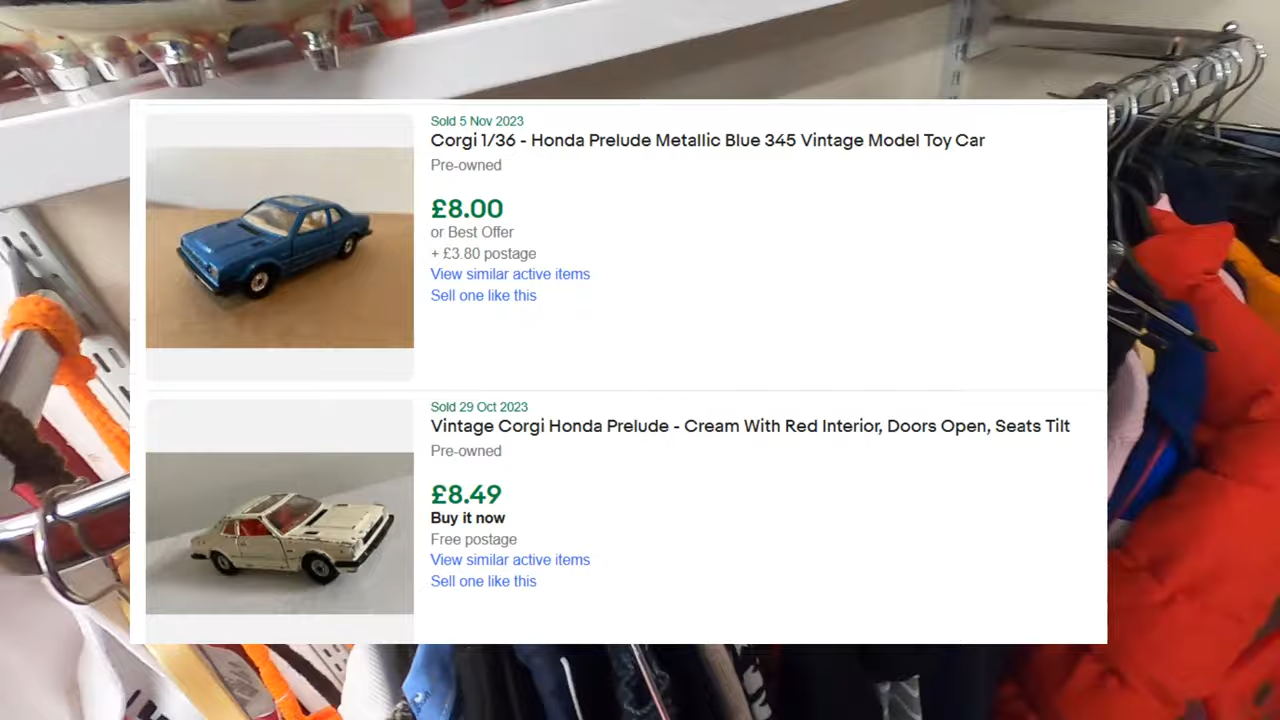 Sold 5 Nov 2023
Corgi 1/36 - Honda Prelude Metallic Blue 345 Vintage Model Toy Car
Pre-owned
£8.00
or Best Offer
+ £3.80 postage
View similar active items
Sell one like this
Sold 29 Oct 2023
Vintage Corgi Honda Prelude - Cream With Red Interior, Doors Open, Seats Tilt
Pre-owned
£8.49
Buy it now
Free postage
View similar active items
Sell one like this